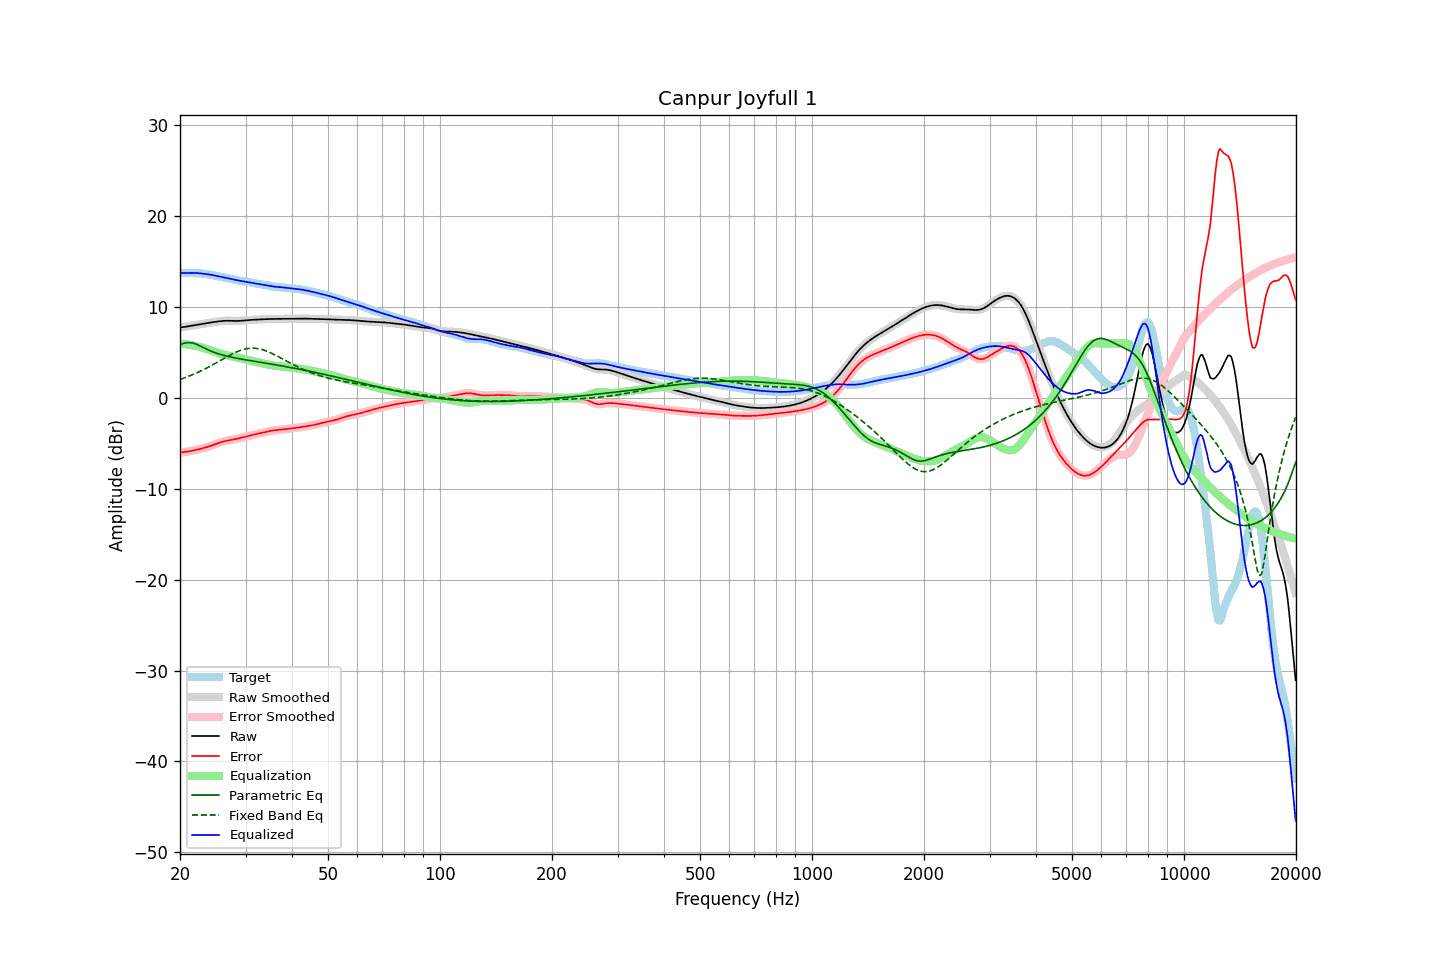 Canpur Joyfull 1
30
20
10
0
−10
−20
−30
−40
−50
Amplitude (dBr)
Target
Raw Smoothed
Error Smoothed
Raw
Error
Equalization
Parametric Eq
Fixed Band Eq
Equalized
20 50 100 200 500 1000 2000 5000 10000 20000
Frequency (Hz)